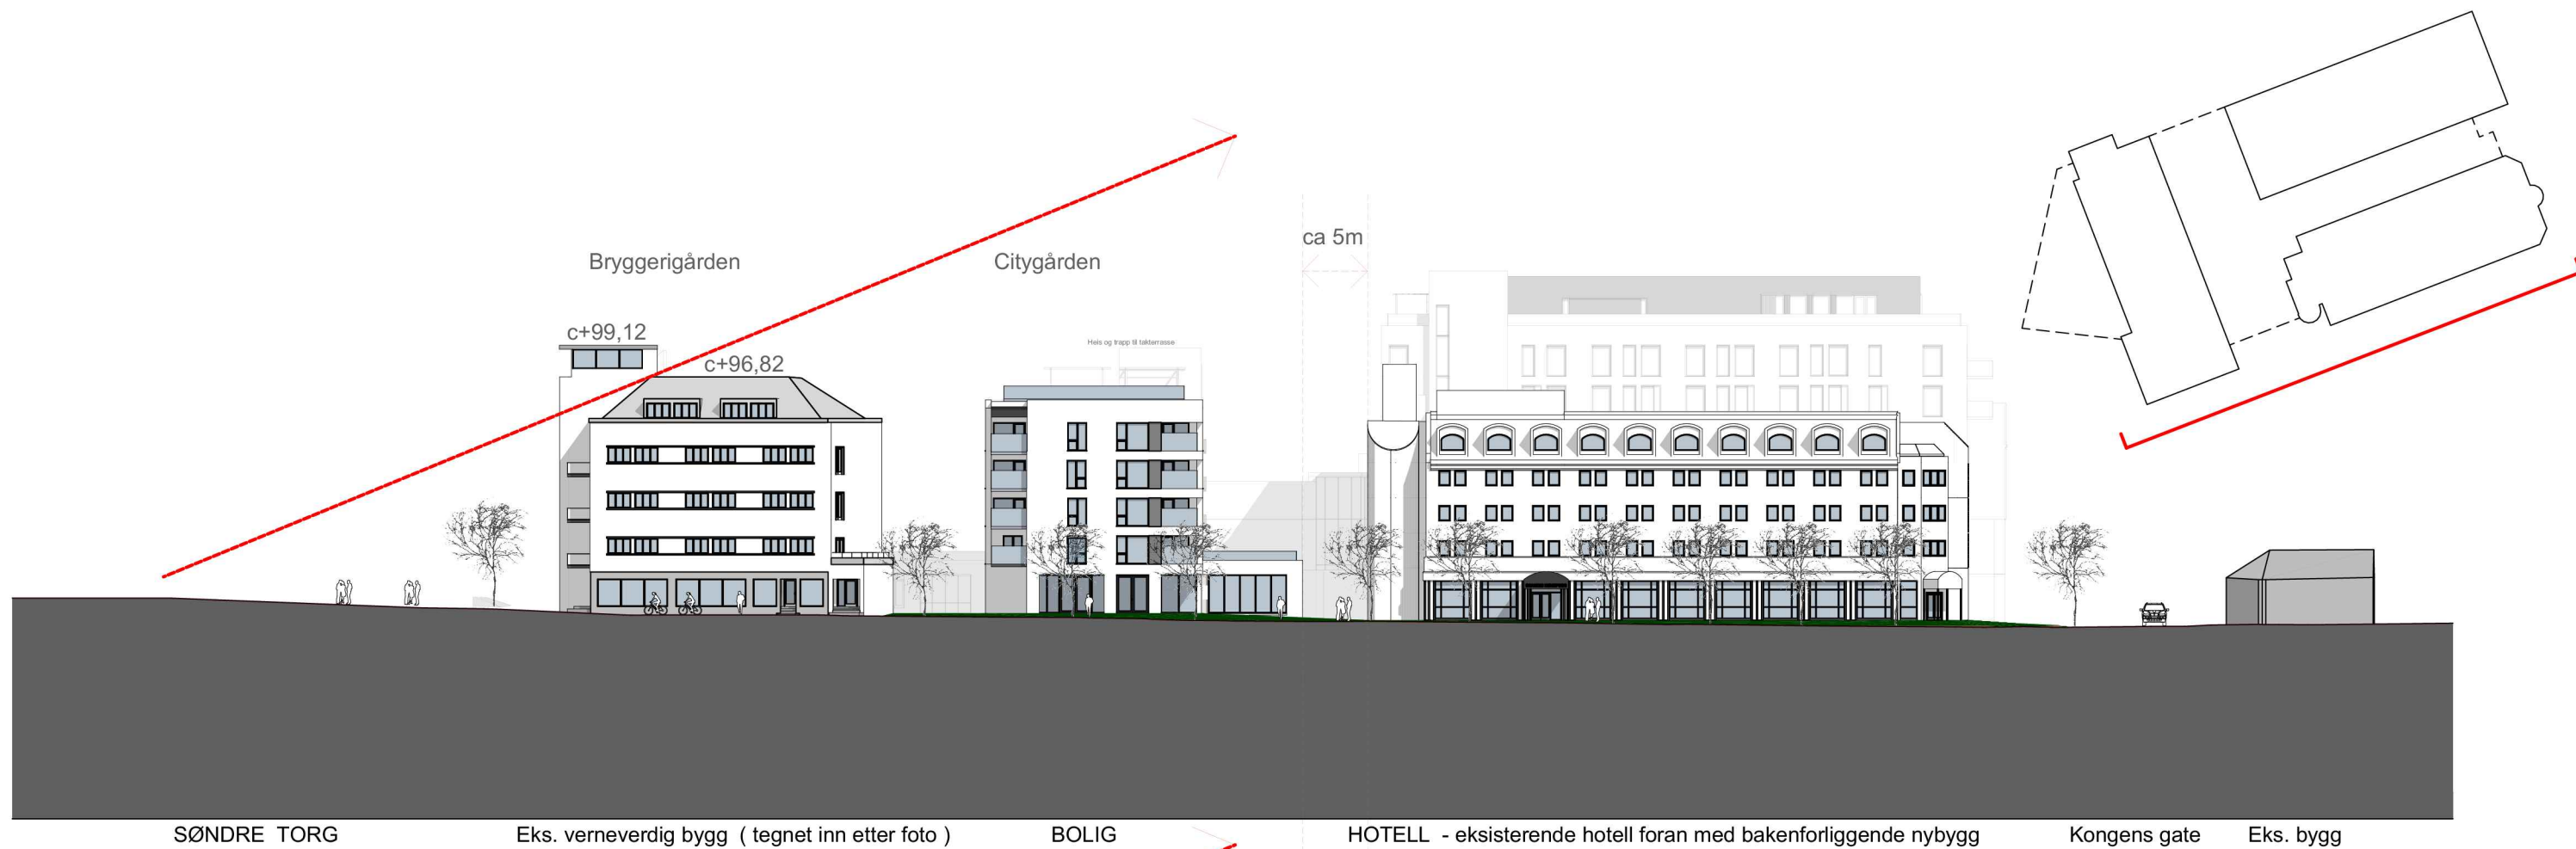 ca 5m
Bryggerigården
Citygården
c+99,12
Heis og trapp til takterrasse
c+96,82
SØNDRE TORG
Eks. verneverdig bygg ( tegnet inn etter foto )
BOLIG
HOTELL - eksisterende hotell foran med bakenforliggende nybygg
Kongens gate
Eks. bygg